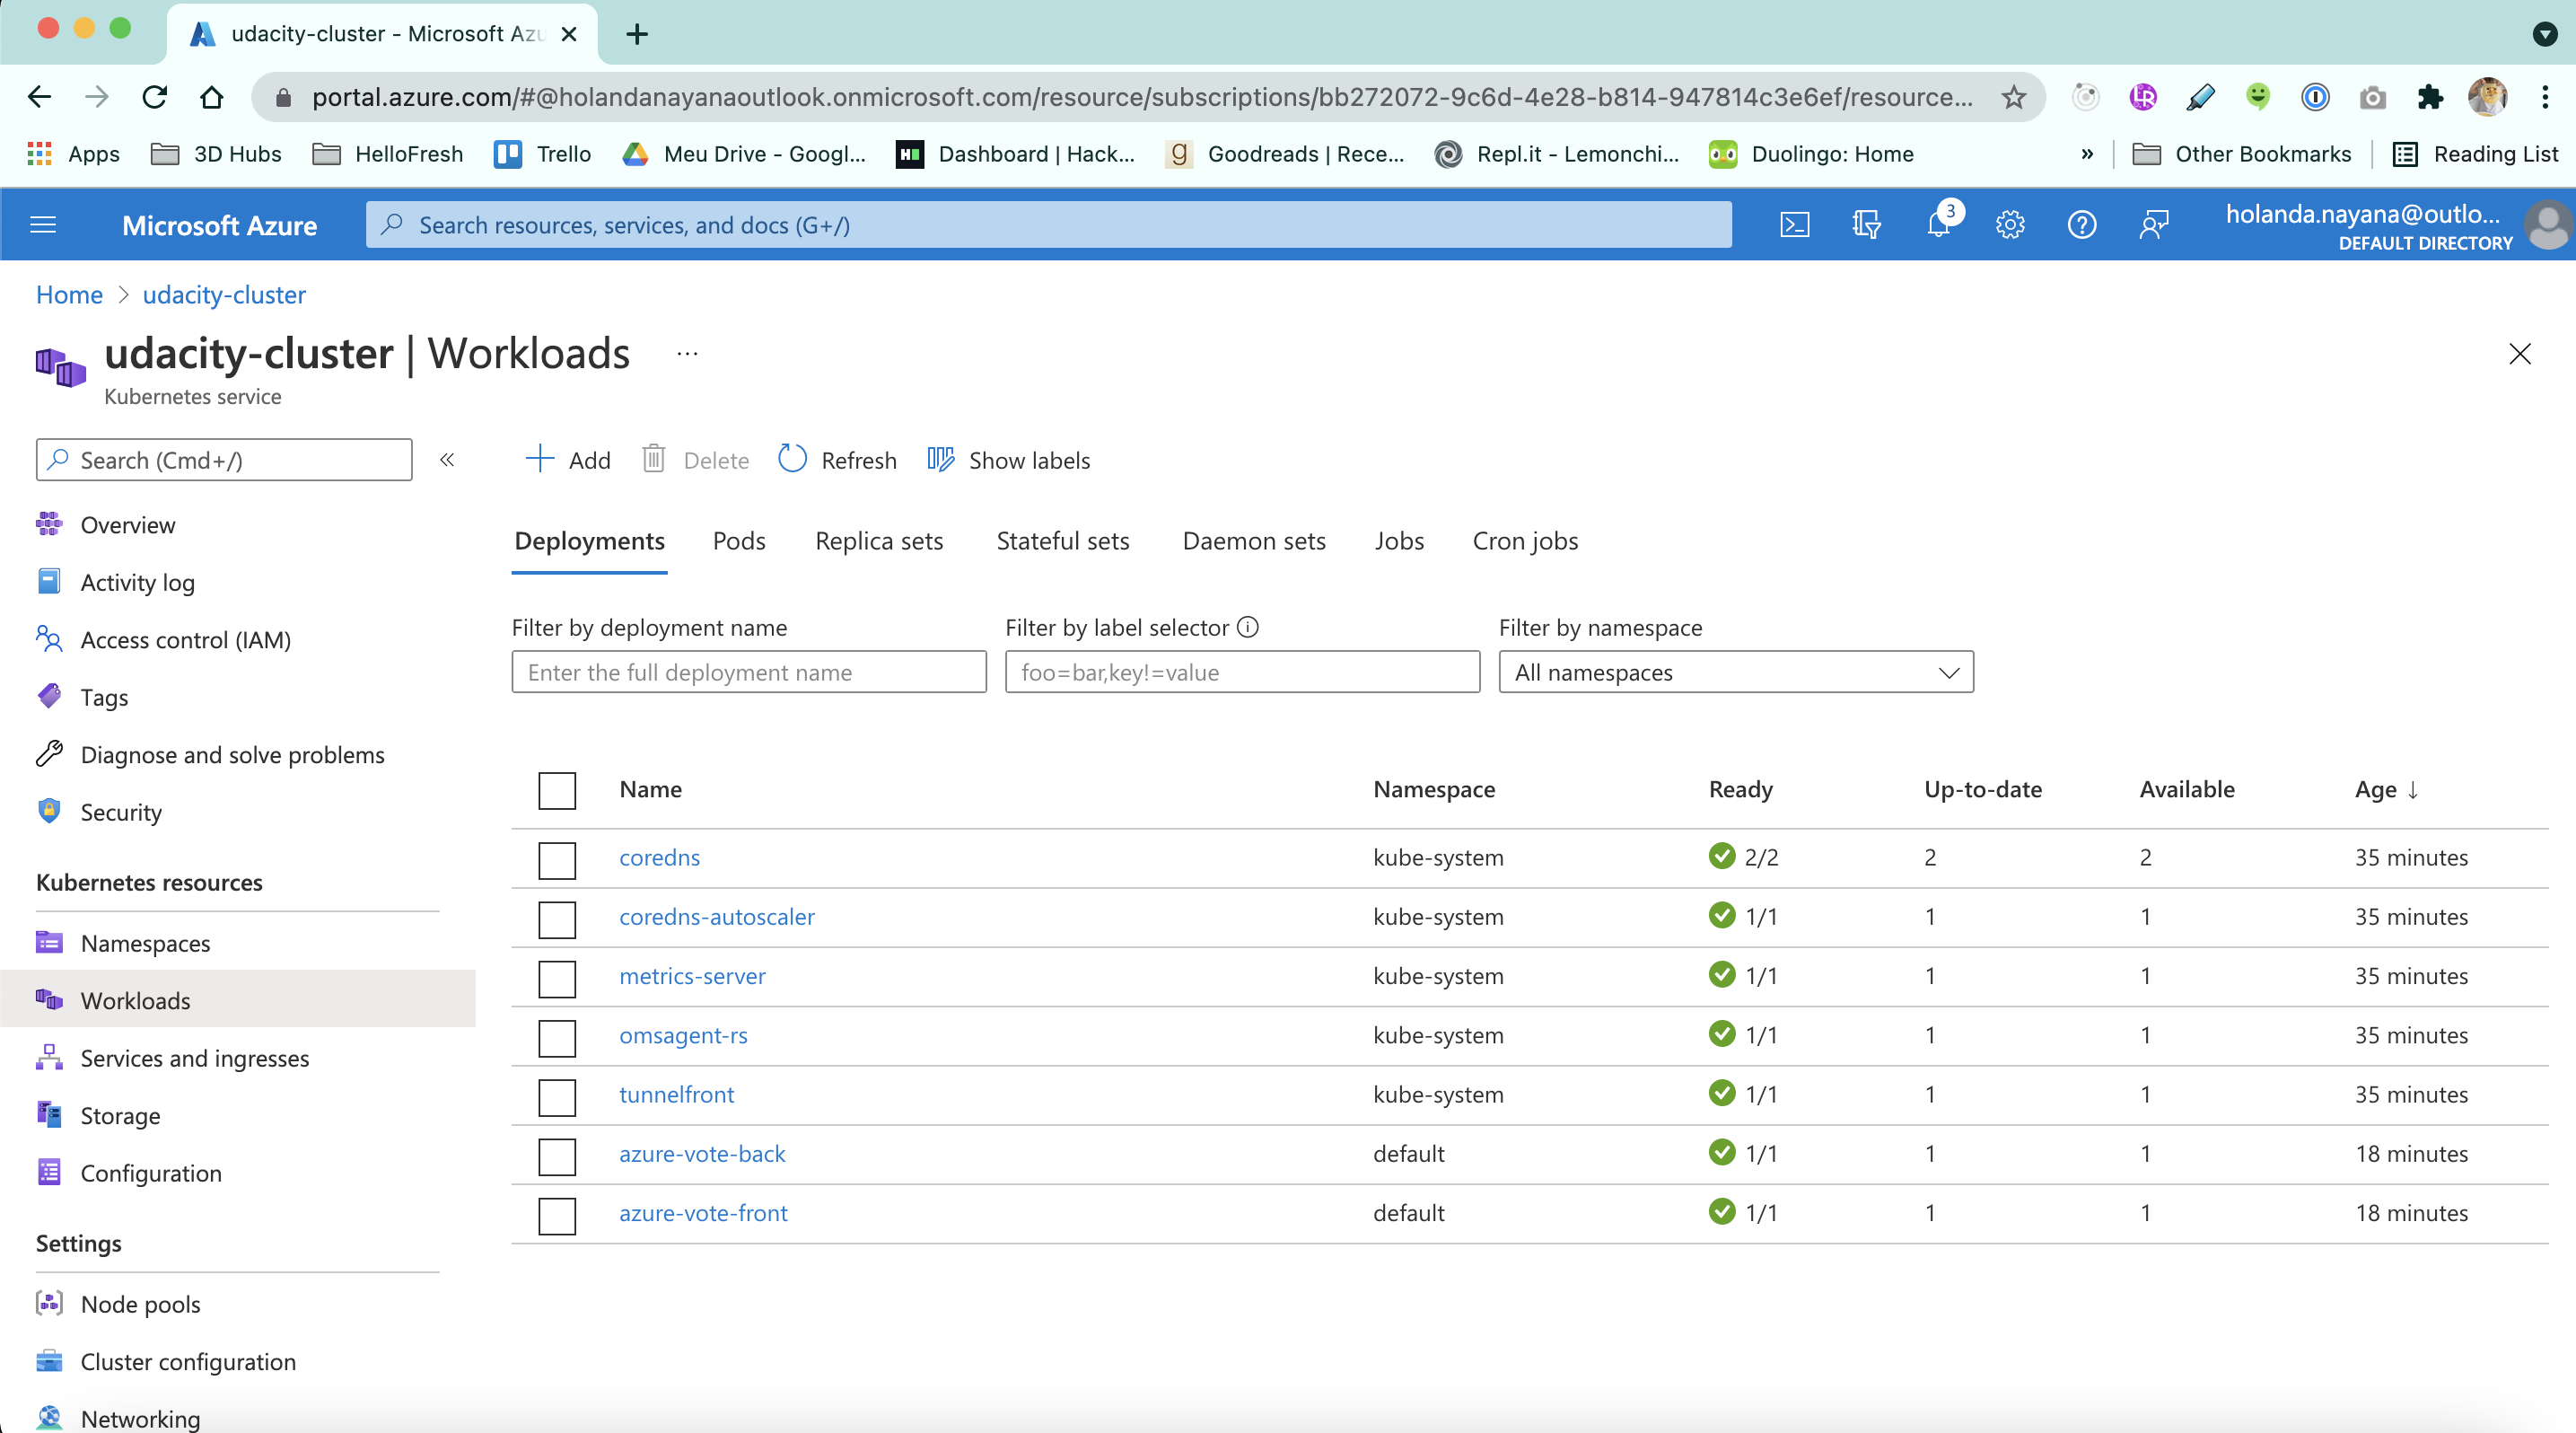 udacity-cluster - Microsoft Azu
portal.azure.com/#@holandanayanaoutlook.onmicrosoft.com/resource/subscriptions/bb272072-9c6d-4e28-b814-947814c3e6ef/resource...
Apps 3D Hubs HelloFresh Trello Meu Drive - Googl... Dashboard | Hack... Goodreads | Rece... Repl.it - Lemonchi... Duolingo: Home » Other Bookmarks Reading List
Microsoft Azure Search resources, services, and docs (G+/) 3 holanda.nayana@outlo...
DEFAULT DIRECTORY
Home > udacity-cluster
udacity-cluster | Workloads ...
Kubernetes service
Search (Cmd+/) «
Add Delete Refresh Show labels
Overview
Activity log
Access control (IAM)
Tags
Diagnose and solve problems
Security
Kubernetes resources
Namespaces
Workloads
Services and ingresses
Storage
Configuration
Settings
Node pools
Cluster configuration
Networking
Deployments Pods Replica sets Stateful sets Daemon sets Jobs Cron jobs
Filter by deployment name Filter by label selector Filter by namespace
Enter the full deployment name foo=bar,key!=value All namespaces
Name Namespace Ready Up-to-date Available Age ↓
coredns kube-system 2/2 2 2 35 minutes
coredns-autoscaler kube-system 1/1 1 1 35 minutes
metrics-server kube-system 1/1 1 1 35 minutes
omsagent-rs kube-system 1/1 1 1 35 minutes
tunnelfront kube-system 1/1 1 1 35 minutes
azure-vote-back default 1/1 1 1 18 minutes
azure-vote-front default 1/1 1 1 18 minutes